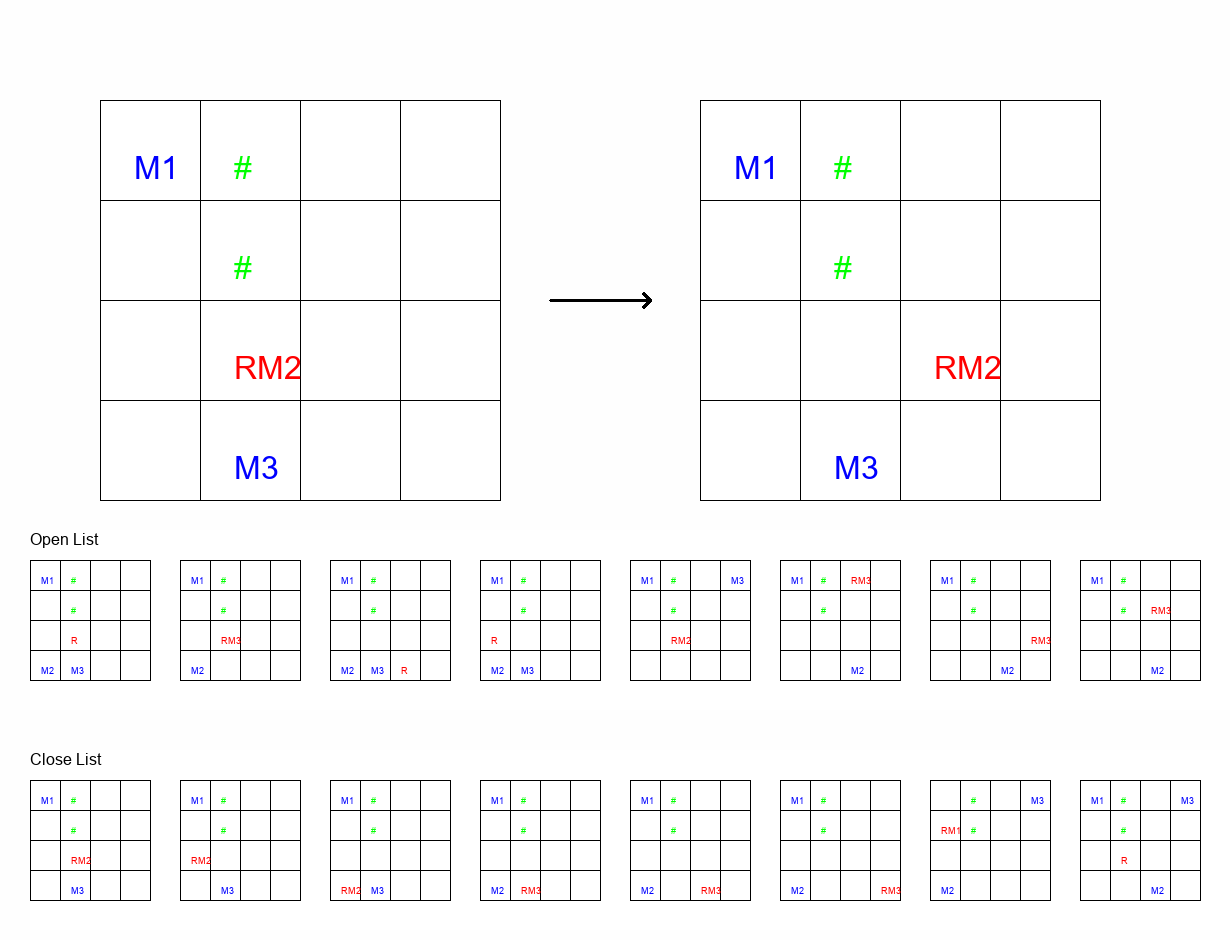 M1 # M1 #
# #
RM2 RM2
M3 M3
Open List
M1 # M1 # M1 # M1 # M1 # M3 M1 # RM3 M1 # M1 #
# # # # # # # # RM3
R RM3 R RM2 RM3
M2 M3 M2 M2 M3 R M2 M3 M2 M2 M2
Close List
M1 # M1 # M1 # M1 # M1 # M1 # # M3 M1 # M3
# # # # # # RM1 # #
RM2 RM2 R
M3 M3 RM2 M3 M2 RM3 M2 RM3 M2 RM3 M2 M2